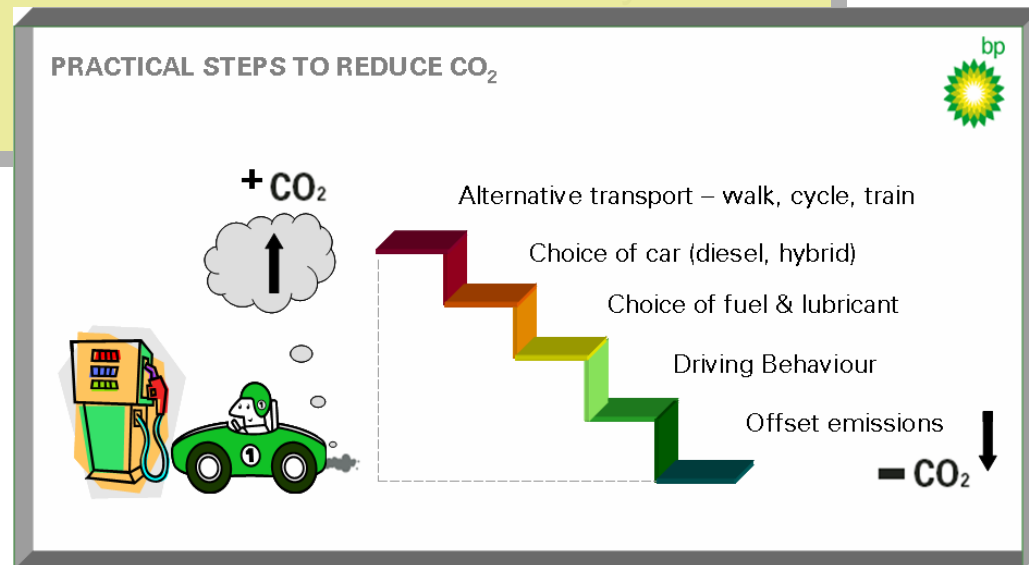 bp
PRACTICAL STEPS TO REDUCE CO₂
+ CO₂
Alternative transport – walk, cycle, train
Choice of car (diesel, hybrid)
Choice of fuel & lubricant
Driving Behaviour
Offset emissions
1
1
– CO₂